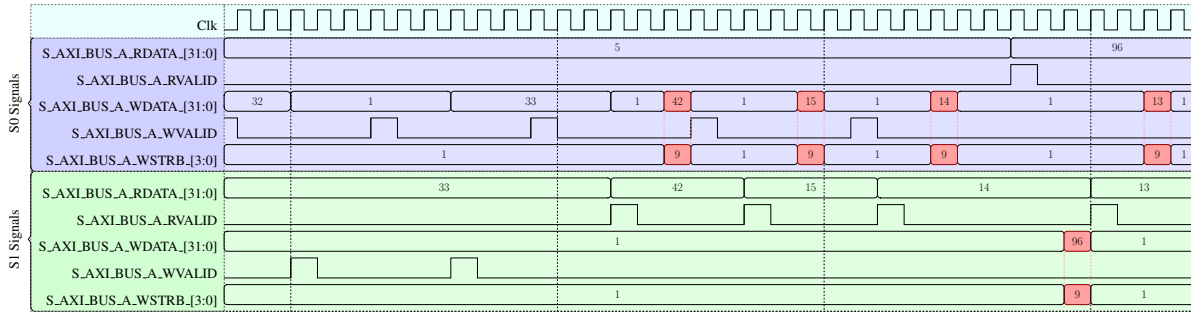 Clk
S0 Signals
S_AXI_BUS_A_RDATA_[31:0] 5 96
S_AXI_BUS_A_RVALID
S_AXI_BUS_A_WDATA_[31:0] 32 1 33 1 42 1 15 1 14 1 13 1
S_AXI_BUS_A_WVALID
S_AXI_BUS_A_WSTRB_[3:0] 1 9 1 9 1 9 1 9 1
S1 Signals
S_AXI_BUS_A_RDATA_[31:0] 33 42 15 14 13
S_AXI_BUS_A_RVALID
S_AXI_BUS_A_WDATA_[31:0] 1 96 1
S_AXI_BUS_A_WVALID
S_AXI_BUS_A_WSTRB_[3:0] 1 9 1